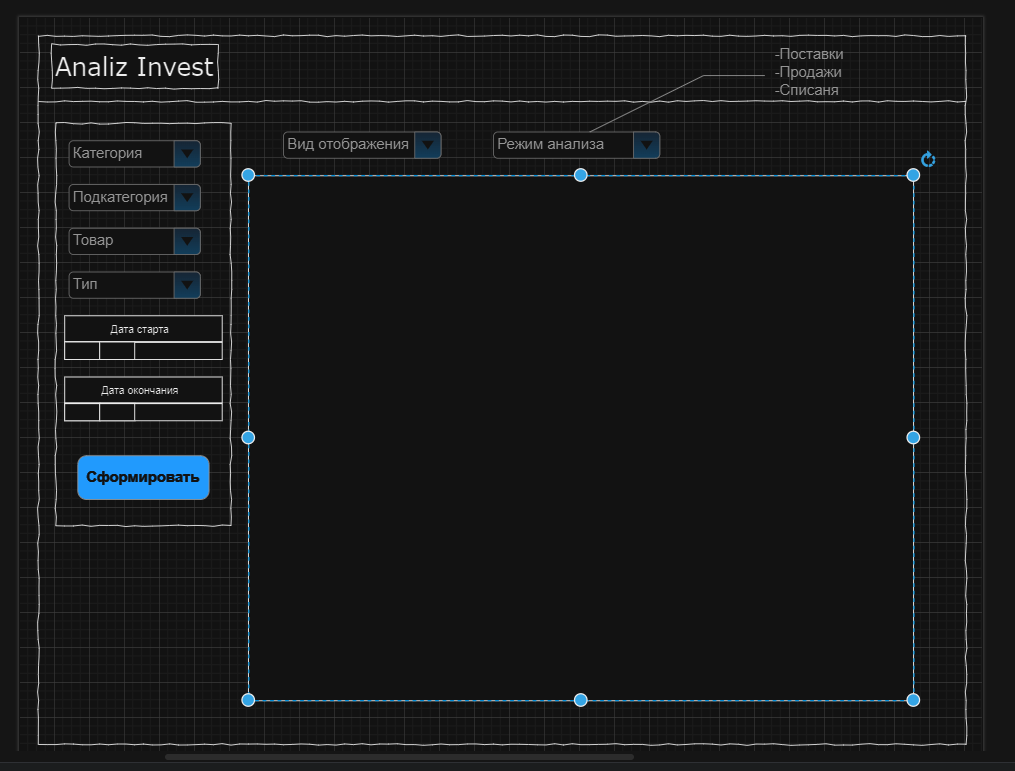 Analiz Invest
-Поставки
-Продажи
-Списаня
Вид отображения
Режим анализа
Категория
Подкатегория
Товар
Тип
Дата старта
Дата окончания
Сформировать